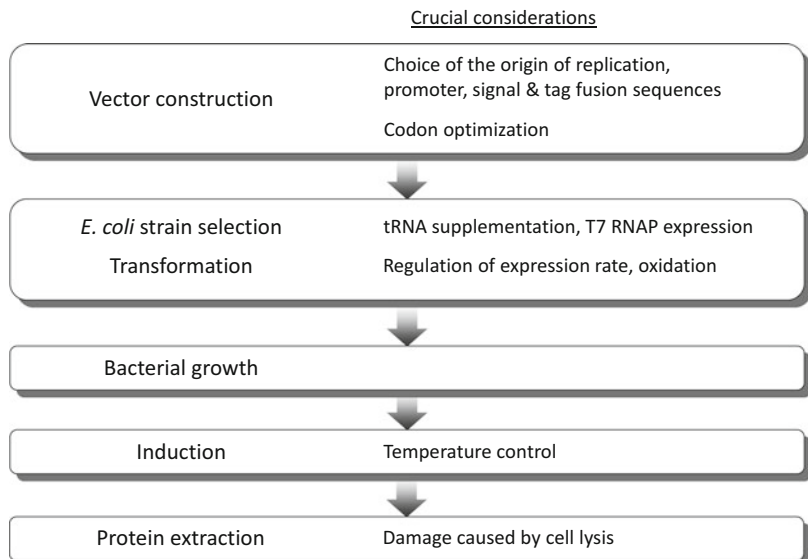 Crucial considerations
Vector construction
Choice of the origin of replication,
promoter, signal & tag fusion sequences
Codon optimization
E. coli strain selection
tRNA supplementation, T7 RNAP expression
Transformation
Regulation of expression rate, oxidation
Bacterial growth
Induction
Temperature control
Protein extraction
Damage caused by cell lysis